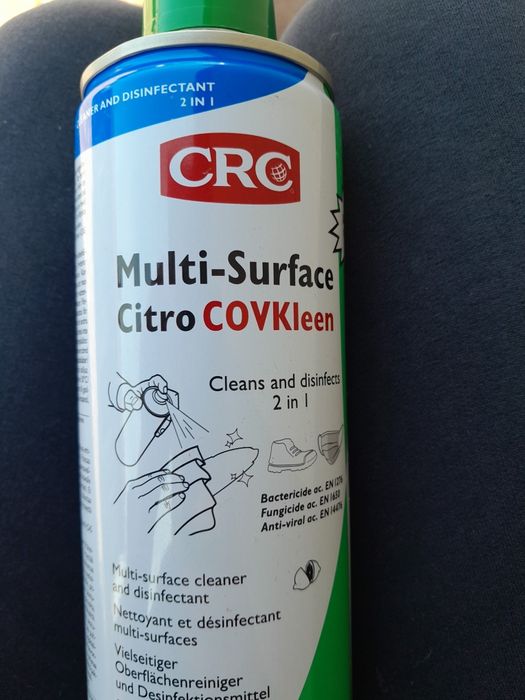 CLEANER AND DISINFECTANT
2 IN 1
CRC
Multi-Surface
Citro COVKleen
Cleans and disinfects
2 in 1
Bactericide ac. EN 1276
Fungicide ac. EN 1650
Anti-viral ac. EN 14476
Multi-surface cleaner
and disinfectant
Nettoyant et désinfectant
multi-surfaces
Vielseitiger
Oberflächenreiniger
und Desinfektionsmittel